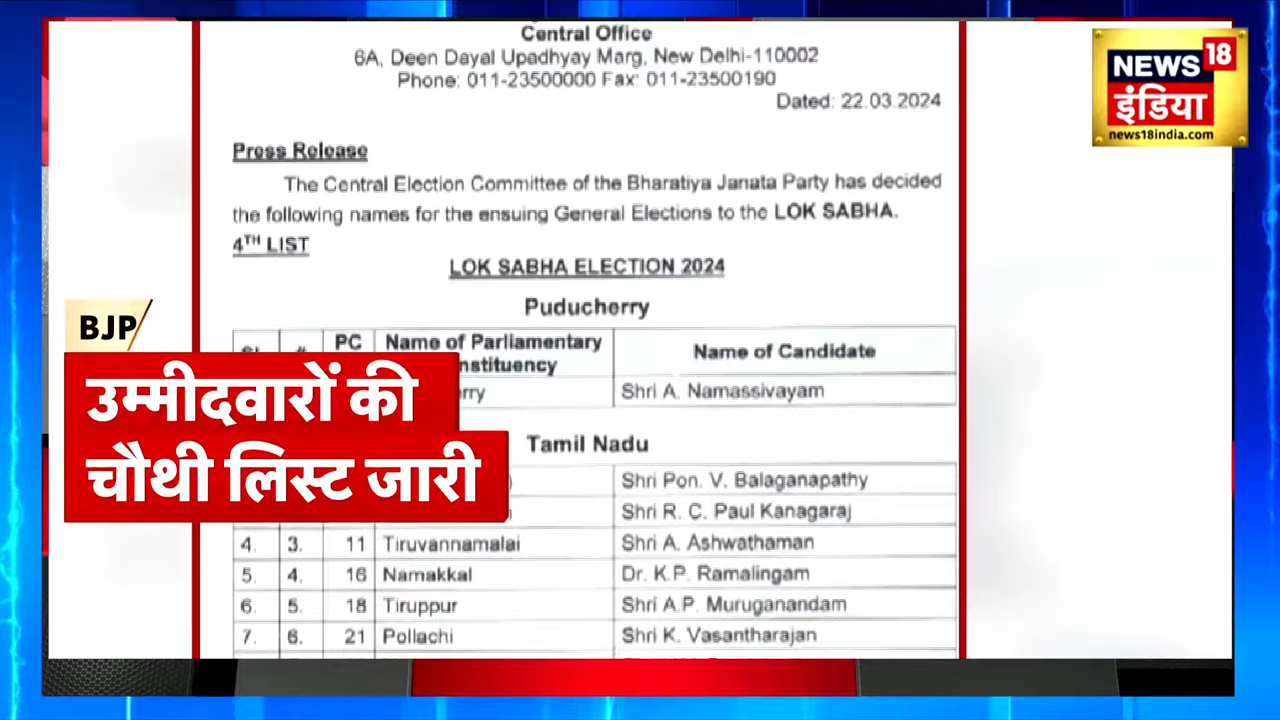 Central Office
6A, Deen Dayal Upadhyay Marg, New Delhi-110002
Phone: 011-23500000 Fax: 011-23500190
Dated: 22.03.2024
NEWS 18
इंडिया
news18india.com
Press Release
The Central Election Committee of the Bharatiya Janata Party has decided
the following names for the ensuing General Elections to the LOK SABHA.
4TH LIST
LOK SABHA ELECTION 2024
Puducherry
PC Name of Parliamentary Name of Candidate
Shri A. Namassivayam
BJP
उम्मीदवारों की
चौथी लिस्ट जारी
Tamil Nadu
Shri Pon. V. Balaganapathy
Shri R. C. Paul Kanagaraj
4. 3. 11 Tiruvannamalai Shri A. Ashwathaman
5. 4. 16 Namakkal Dr. K.P. Ramalingam
6. 5. 18 Tiruppur Shri A.P. Muruganandam
7. 6. 21 Pollachi Shri K. Vasantharajan